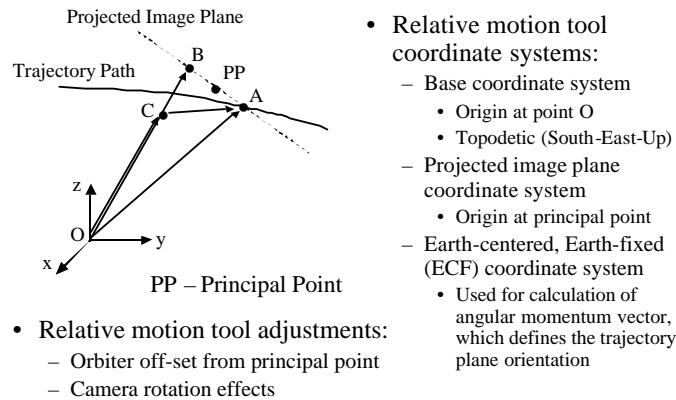 Projected Image Plane
B
PP
Trajectory Path
A
C
z
O
y
x
PP – Principal Point
• Relative motion tool adjustments:
– Orbiter off-set from principal point
– Camera rotation effects
• Relative motion tool
coordinate systems:
– Base coordinate system
• Origin at point O
• Topodetic (South-East-Up)
– Projected image plane
coordinate system
• Origin at principal point
– Earth-centered, Earth-fixed
(ECF) coordinate system
• Used for calculation of
angular momentum vector,
which defines the trajectory
plane orientation